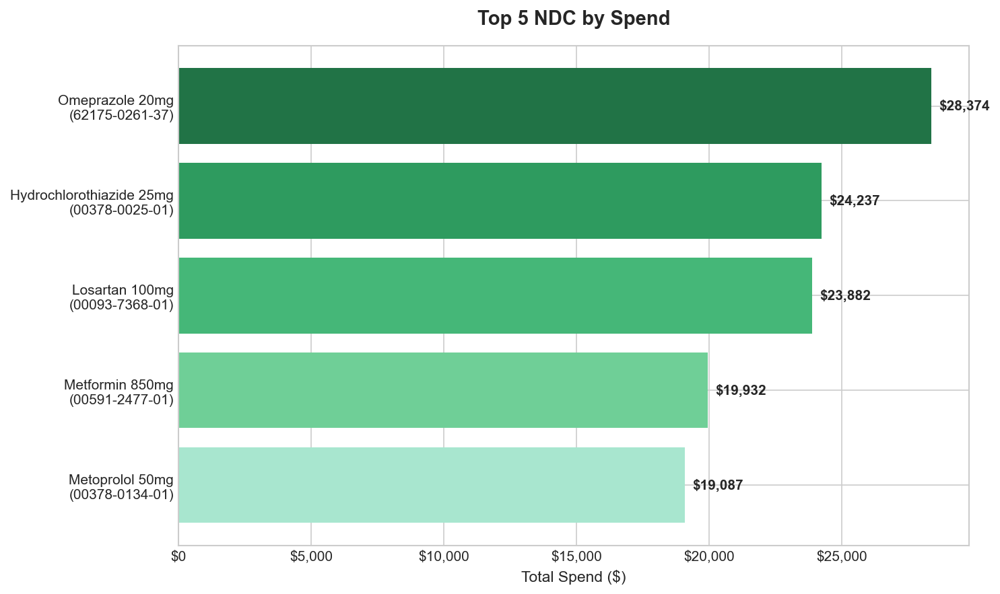 Top 5 NDC by Spend
Omeprazole 20mg
(62175-0261-37)
$28,374
Hydrochlorothiazide 25mg
(00378-0025-01)
$24,237
Losartan 100mg
(00093-7368-01)
$23,882
Metformin 850mg
(00591-2477-01)
$19,932
Metoprolol 50mg
(00378-0134-01)
$19,087
$0 $5,000 $10,000 $15,000 $20,000 $25,000
Total Spend ($)